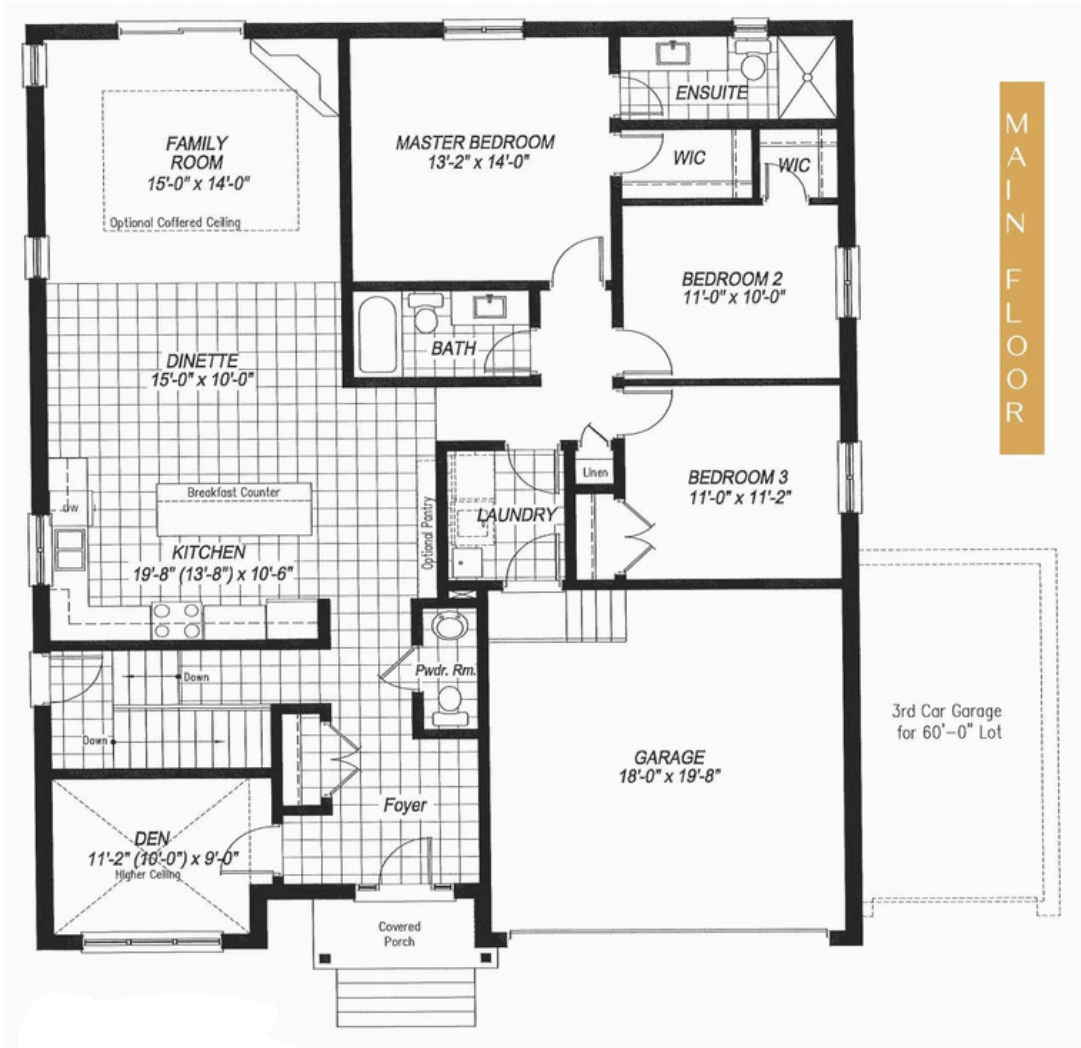 FAMILY
ROOM
15'-0" x 14'-0"
Optional Coffered Ceiling
MASTER BEDROOM
13'-2" x 14'-0"
ENSUITE
WIC
WIC
BEDROOM 2
11'-0" x 10'-0"
BATH
DINETTE
15'-0" x 10'-0"
BEDROOM 3
11'-0" x 11'-2"
Linen
LAUNDRY
Optional Pantry
DW
Breakfast Counter
KITCHEN
19'-8" (13'-8") x 10'-6"
Pwdr. Rm.
Down
Down
GARAGE
18'-0" x 19'-8"
3rd Car Garage
for 60'-0" Lot
Foyer
DEN
11'-2" (10'-0") x 9'-0"
Higher Ceiling
Covered
Porch
MAIN FLOOR